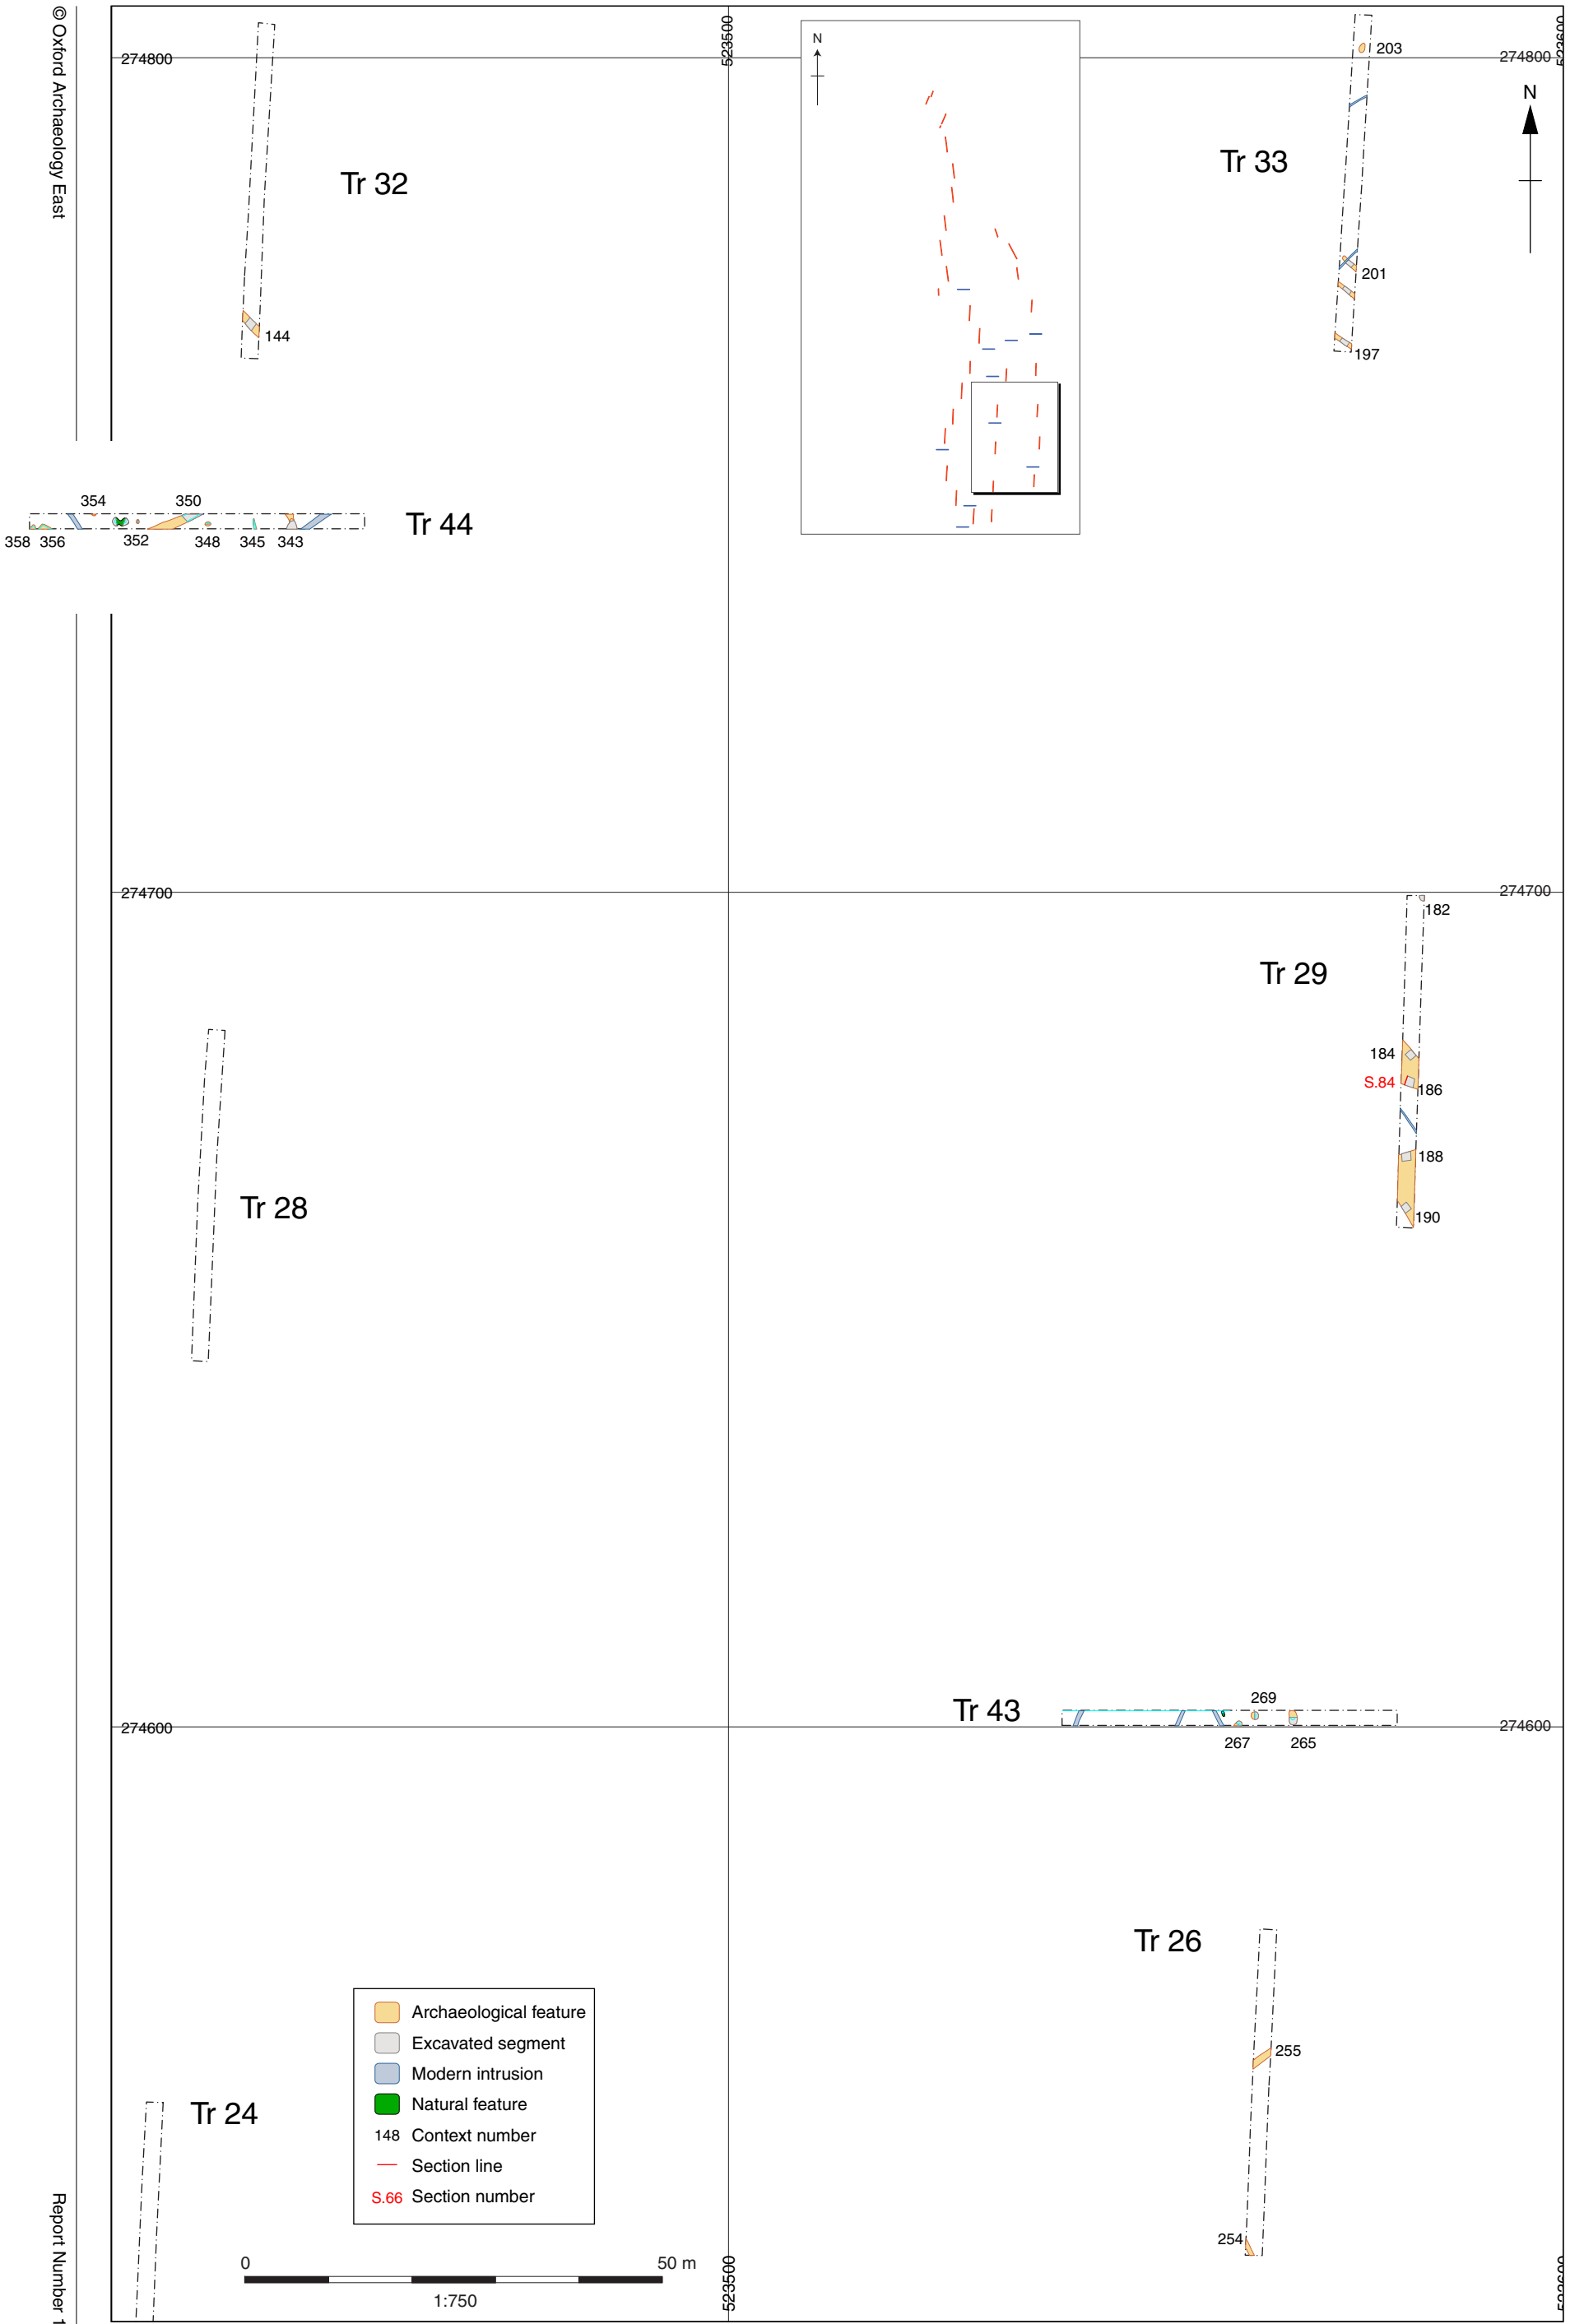 © Oxford Archaeology East
274800
523500
N
274800
N
Tr 32
Tr 33
203
201
197
144
354
350
358
356
352
348
345
343
Tr 44
274700
274700
182
Tr 29
184
S.84
186
188
190
Tr 28
Tr 43
269
267
265
274600
274600
Tr 26
255
254
Tr 24
Archaeological feature
Excavated segment
Modern intrusion
Natural feature
148 Context number
Section line
S.66 Section number
0
50 m
1:750
523500
Report Number 1